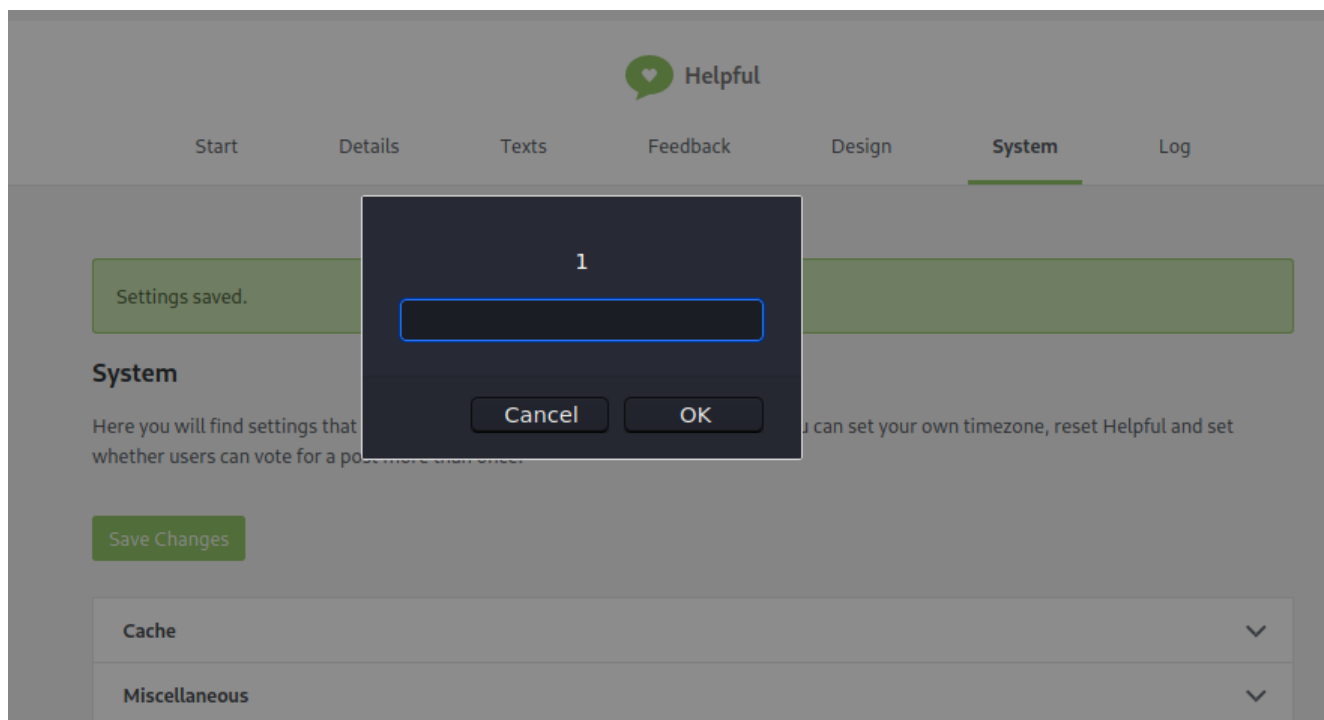 Helpful
Start Details Texts Feedback Design System Log
1
Settings saved.
Cancel OK
System
Here you will find settings that u can set your own timezone, reset Helpful and set
whether users can vote for a post more than once.
Save Changes
Cache
Miscellaneous